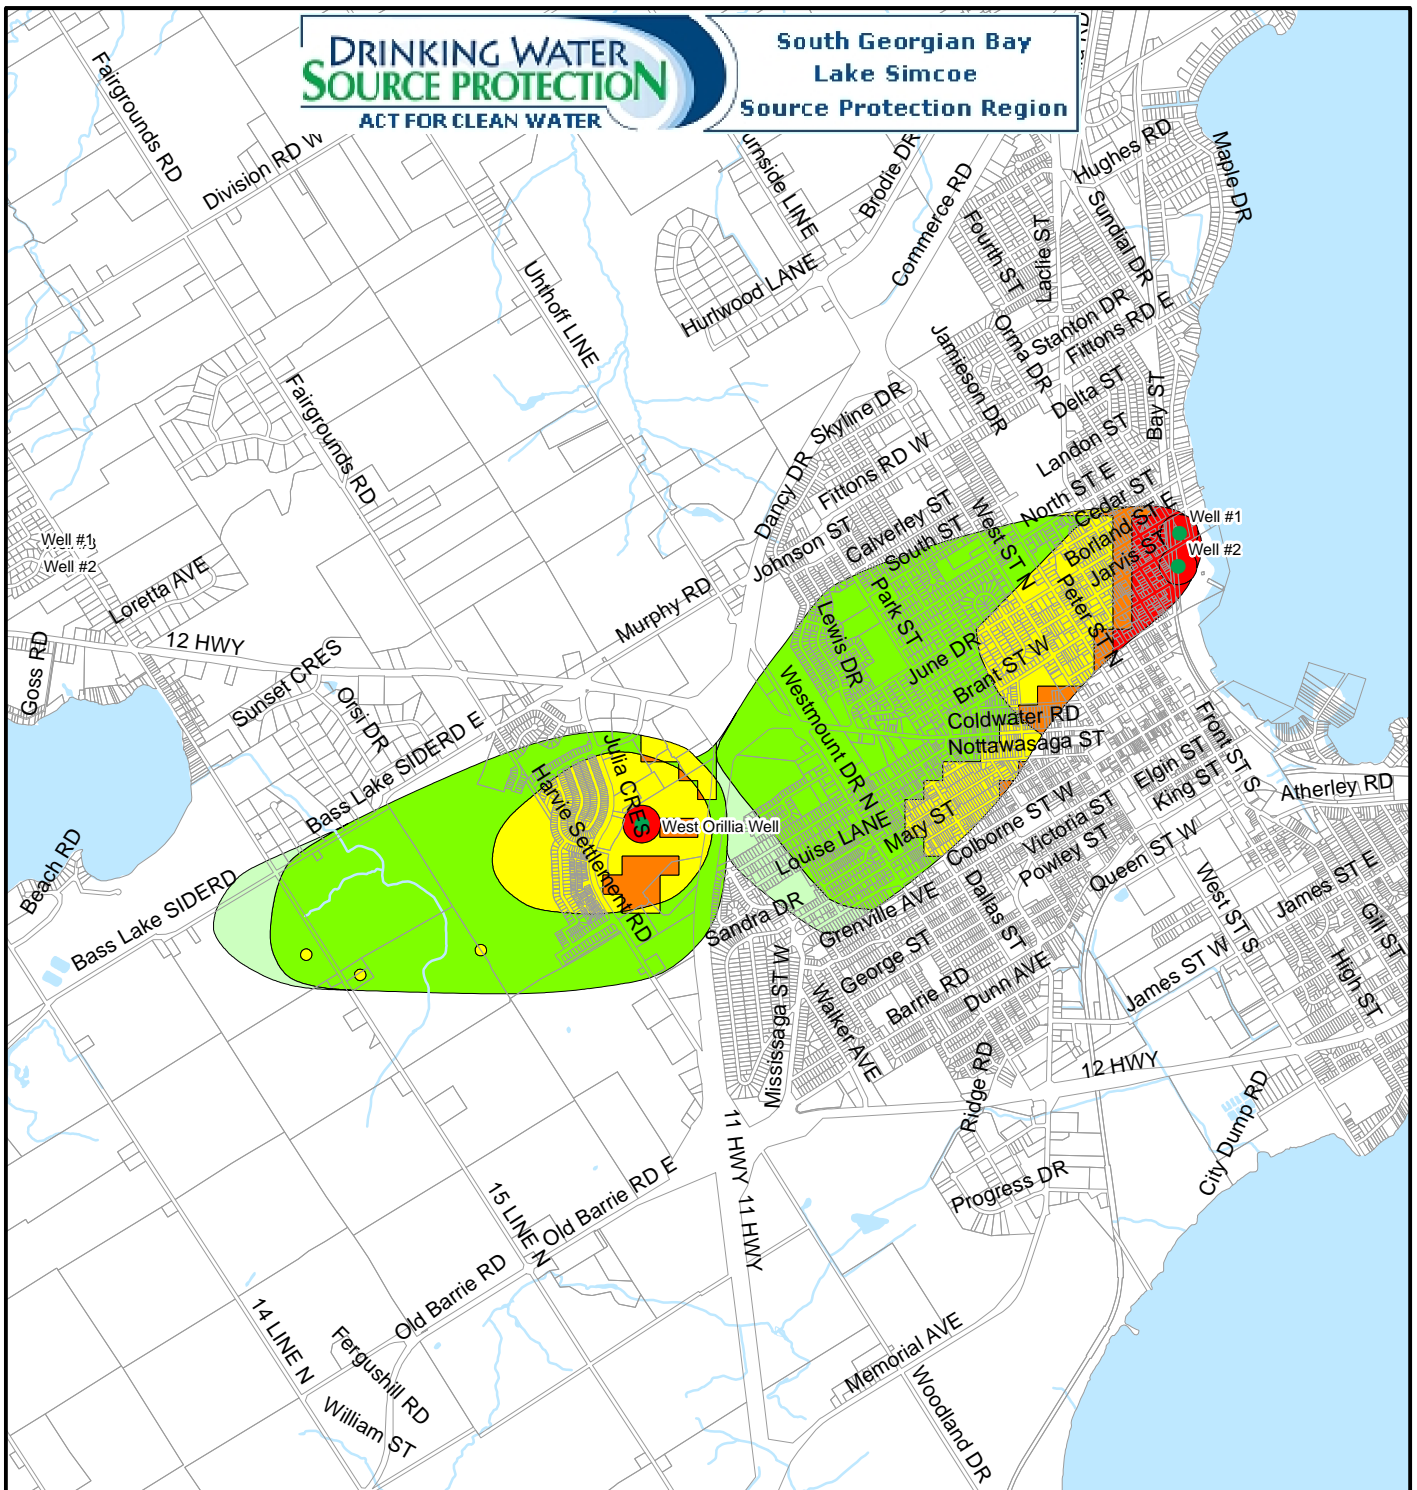 DRINKING WATER
SOURCE PROTECTION
ACT FOR CLEAN WATER
South Georgian Bay
Lake Simcoe
Source Protection Region
Fairgrounds RD
Division RD W
Uhthoff LINE
Hurlwood LANE
Brodie DR
Commerce RD
Hughes RD
Maple DR
Sundial DR
Fourth ST
Laclie ST
Stanton DR
Fittons RD E
Orma DR
Jamieson DR
Delta ST
Bay ST
Landon ST
Fairgrounds RD
Skyline DR
Fittons RD W
Dancy DR
Johnson ST
Calverley ST
South ST
West ST N
North ST E
Cedar ST
Borland ST E
Jarvis ST
Well #1
Well #2
Well #1
Well #2
Loretta AVE
12 HWY
Goss RD
Murphy RD
Sunset CRES
Orsi DR
Lewis DR
Park ST
June DR
Peter ST N
Brant ST W
Coldwater RD
Nottawasaga ST
Westmount DR N
Front ST S
Elgin ST
King ST
Atherley RD
Bass Lake SIDERD E
Julia CRES
Harvie Settlement RD
West Orillia Well
Louise LANE
Mary ST
Colborne ST W
Victoria ST
Powley ST
Queen ST W
Beach RD
Bass Lake SIDERD
Sandra DR
Grenville AVE
Dallas ST
West ST S
James ST E
Gill ST
High ST
George ST
Barrie RD
Dunn AVE
James ST W
Mississaga ST W
Walker AVE
Ridge RD
12 HWY
City Dump RD
11 HWY
11 HWY
Progress DR
15 LINE N
Old Barrie RD E
Old Barrie RD
14 LINE N
Fergushill RD
William ST
Memorial AVE
Woodland DR